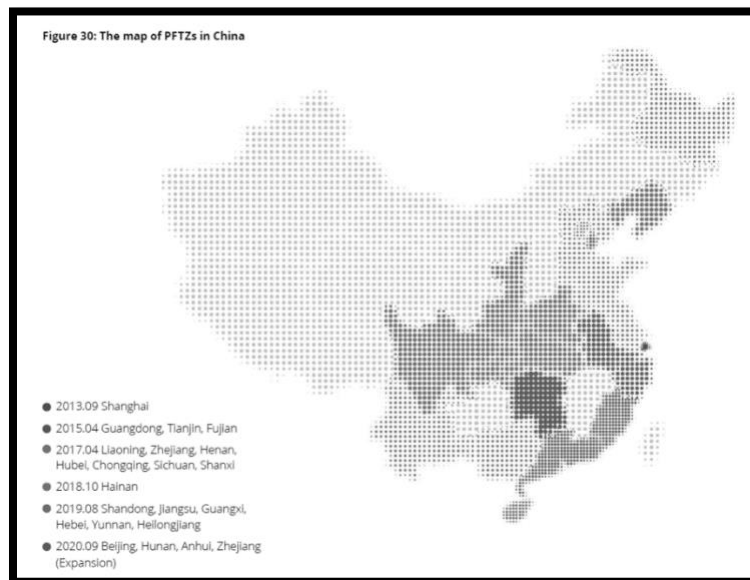 Figure 30: The map of PFTZs in China
2013.09 Shanghai
2015.04 Guangdong, Tianjin, Fujian
2017.04 Liaoning, Zhejiang, Henan,
Hubei, Chongqing, Sichuan, Shanxi
2018.10 Hainan
2019.08 Shandong, Jiangsu, Guangxi,
Hebei, Yunnan, Heilongjiang
2020.09 Beijing, Hunan, Anhui, Zhejiang
(Expansion)